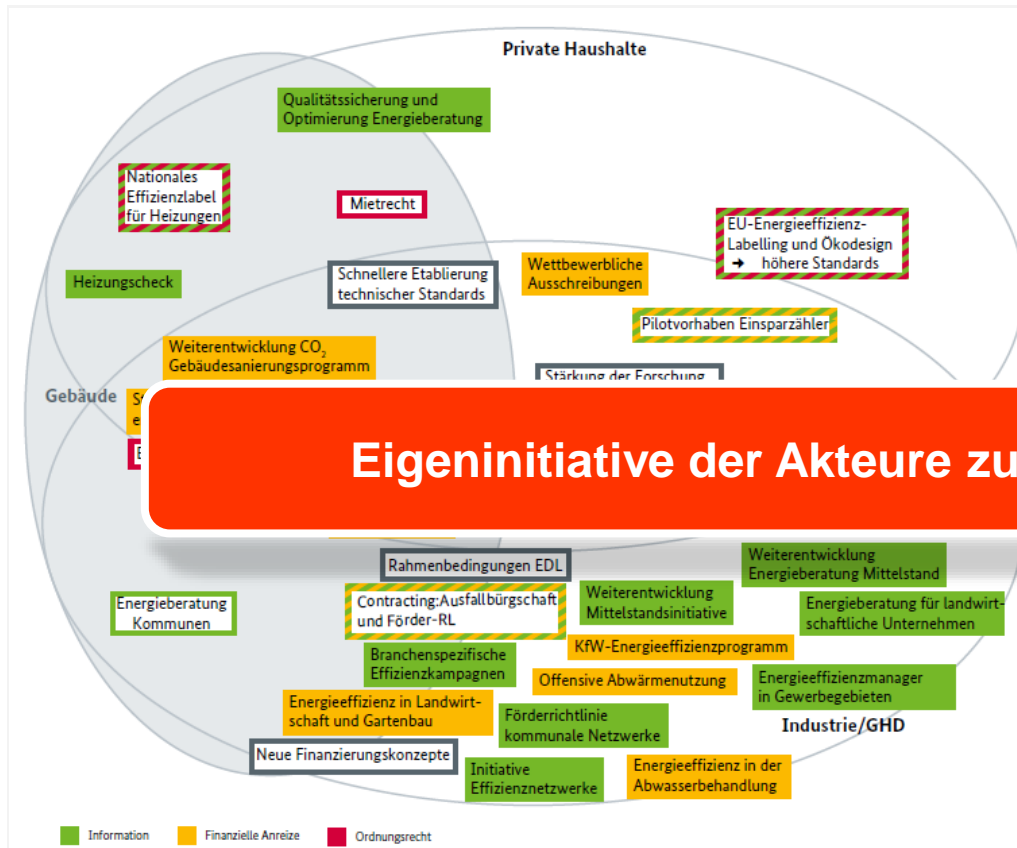 Private Haushalte
Qualitätssicherung und
Optimierung Energieberatung
Nationales
Effizienzlabel
für Heizungen
Mietrecht
EU-Energieeffizienz-
Labelling und Ökodesign
→ höhere Standards
Heizungscheck
Schnellere Etablierung
technischer Standards
Wettbewerbliche
Ausschreibungen
Pilotvorhaben Einsparzähler
Weiterentwicklung CO₂
Gebäudesanierungsprogramm
Stärkung der Forschung
Gebäude
Eigeninitiative der Akteure zu
Rahmenbedingungen EDL
Weiterentwicklung
Energieberatung Mittelstand
Energieberatung
Kommunen
Contracting:Ausfallbürgschaft
und Förder-RL
Weiterentwicklung
Mittelstandsinitiative
Energieberatung für landwirt-
schaftliche Unternehmen
Branchenspezifische
Effizienzkampagnen
KfW-Energieeffizienzprogramm
Offensive Abwärmenutzung
Energieeffizienzmanager
in Gewerbegebieten
Energieeffizienz in Landwirt-
schaft und Gartenbau
Förderrichtlinie
kommunale Netzwerke
Industrie/GHD
Neue Finanzierungskonzepte
Initiative
Effizienznetzwerke
Energieeffizienz in der
Abwasserbehandlung
Information
Finanzielle Anreize
Ordnungsrecht